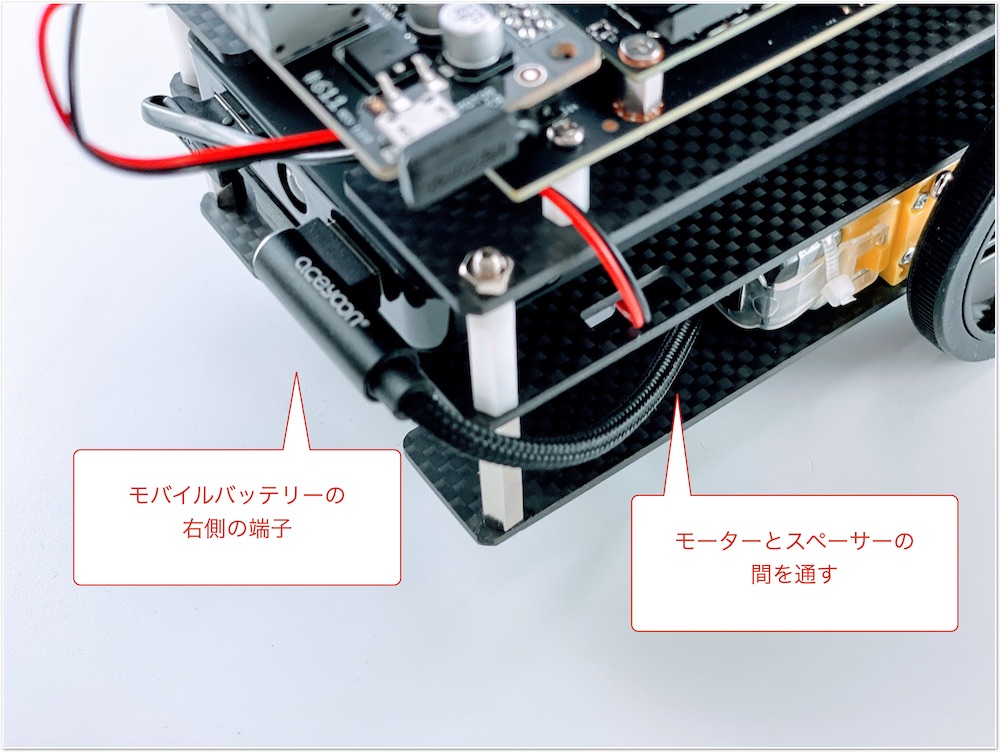 acescon®
モバイルバッテリーの
右側の端子
モーターとスペーサーの
間を通す